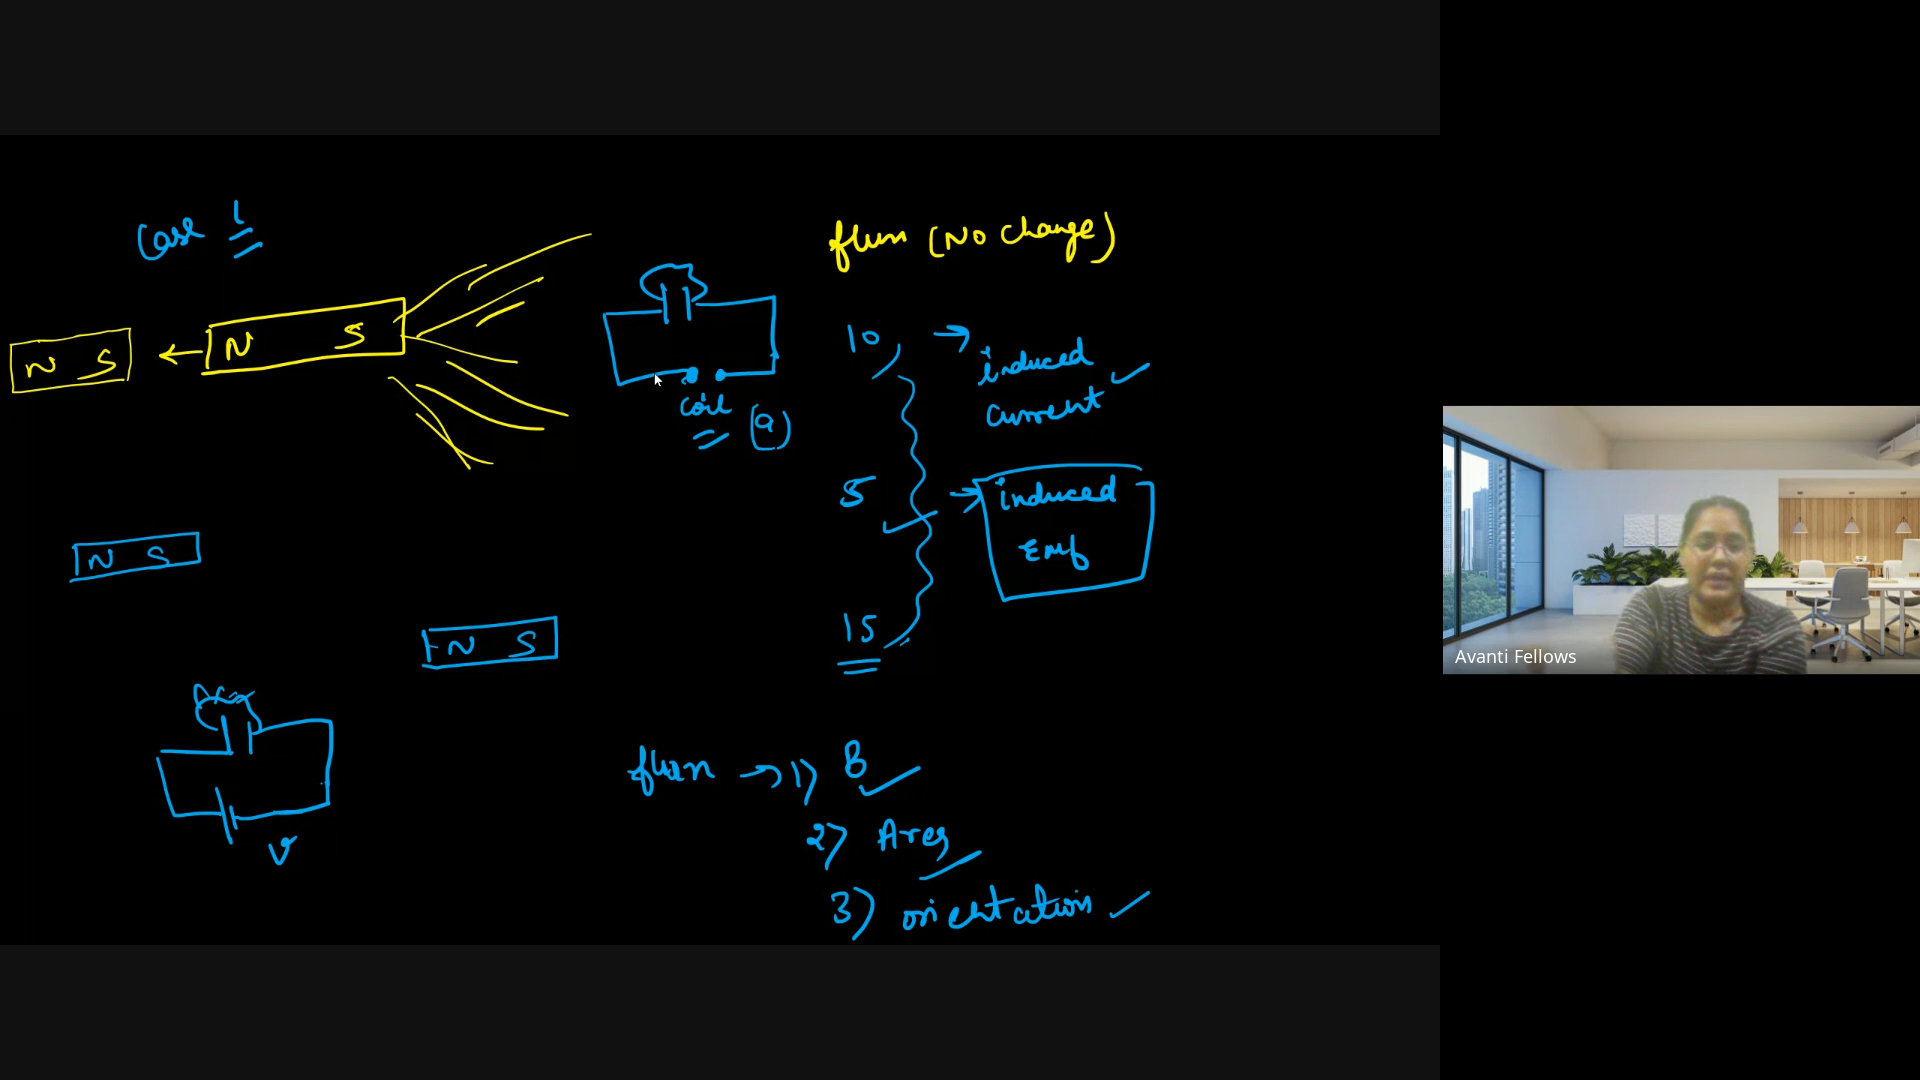 Case 1
flux (No change)
N S
N S
10,
induced
current
coil (a)
5
induced
Emf
N S
15
N S
flux → 1) B
2) Area
3) orientation
V
Avanti Fellows